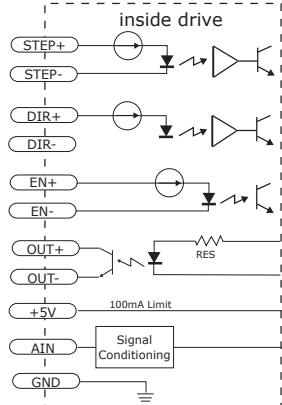 inside drive
STEP+
STEP-
DIR+
DIR-
EN+
EN-
OUT+
RES
OUT-
100mA Limit
+5V
AIN
Signal
Conditioning
GND